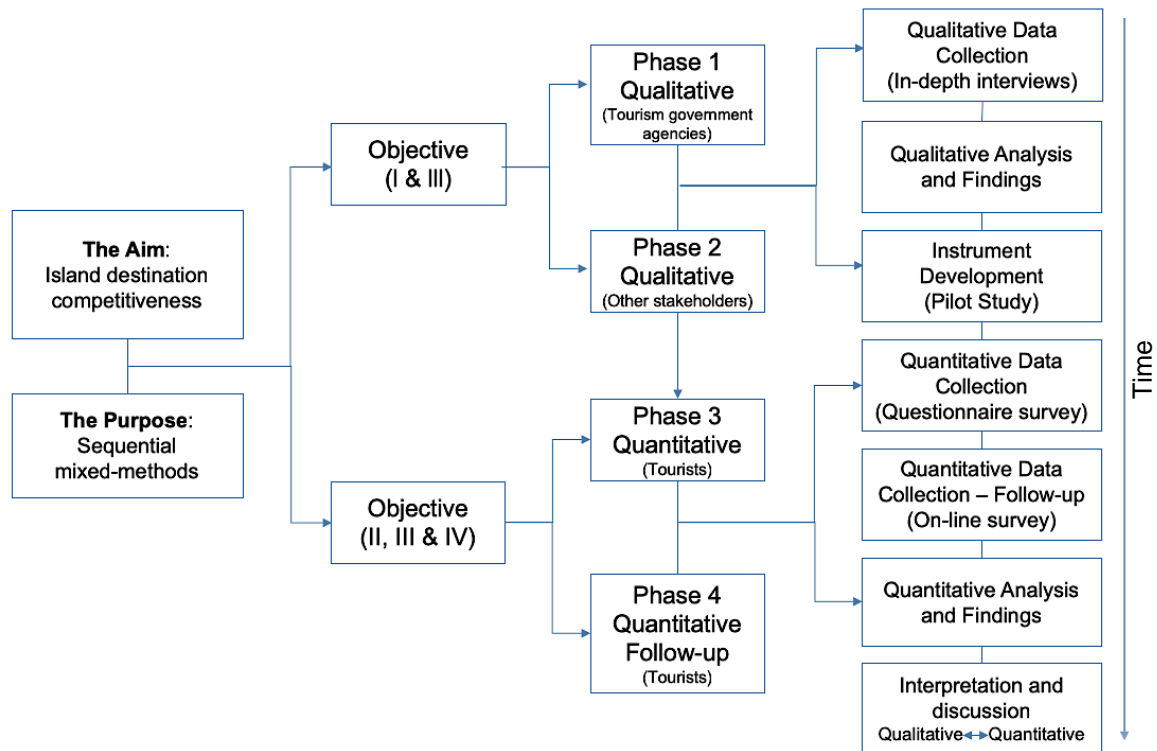 The Aim:
Island destination
competitiveness
The Purpose:
Sequential
mixed-methods
Objective
(I & III)
Objective
(II, III & IV)
Phase 1
Qualitative
(Tourism government
agencies)
Phase 2
Qualitative
(Other stakeholders)
Phase 3
Quantitative
(Tourists)
Phase 4
Quantitative
Follow-up
(Tourists)
Qualitative Data
Collection
(In-depth interviews)
Qualitative Analysis
and Findings
Instrument
Development
(Pilot Study)
Quantitative Data
Collection
(Questionnaire survey)
Quantitative Data
Collection – Follow-up
(On-line survey)
Quantitative Analysis
and Findings
Interpretation and
discussion
Qualitative Quantitative
Time